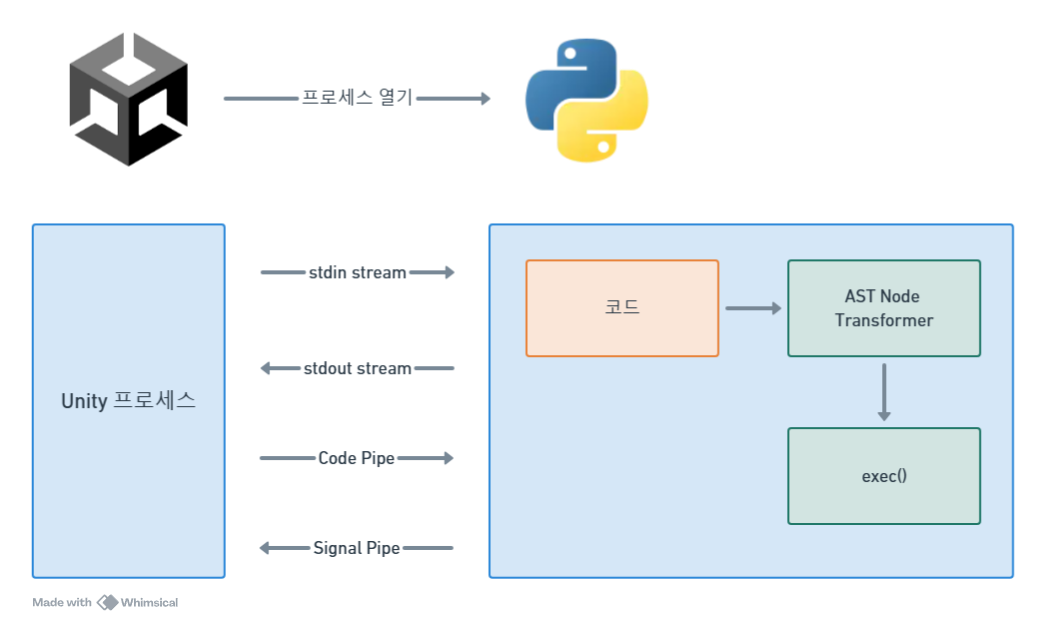 프로세스 열기
stdin stream
stdout stream
Unity 프로세스
Code Pipe
Signal Pipe
코드
AST Node
Transformer
exec()
Made with Whimsical